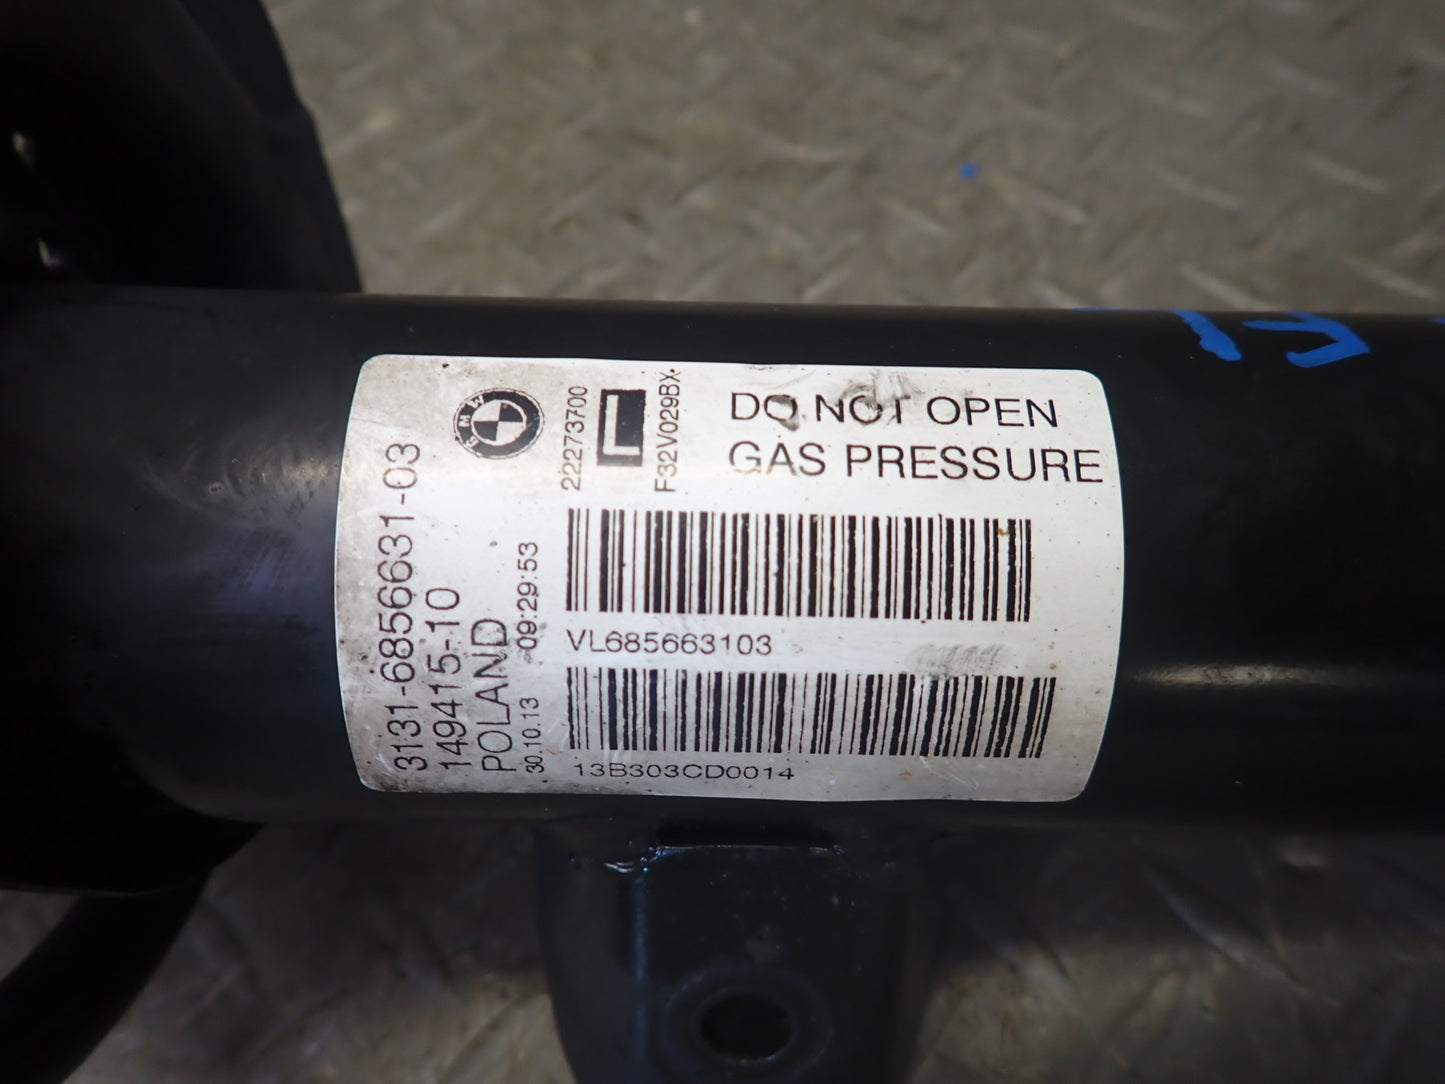 BMW
3131-6856631-03
149415-10
POLAND
30.10.13 09:29:53
22273700
L
F32V029BX
DO NOT OPEN
GAS PRESSURE
VL685663103
13B303CD0014